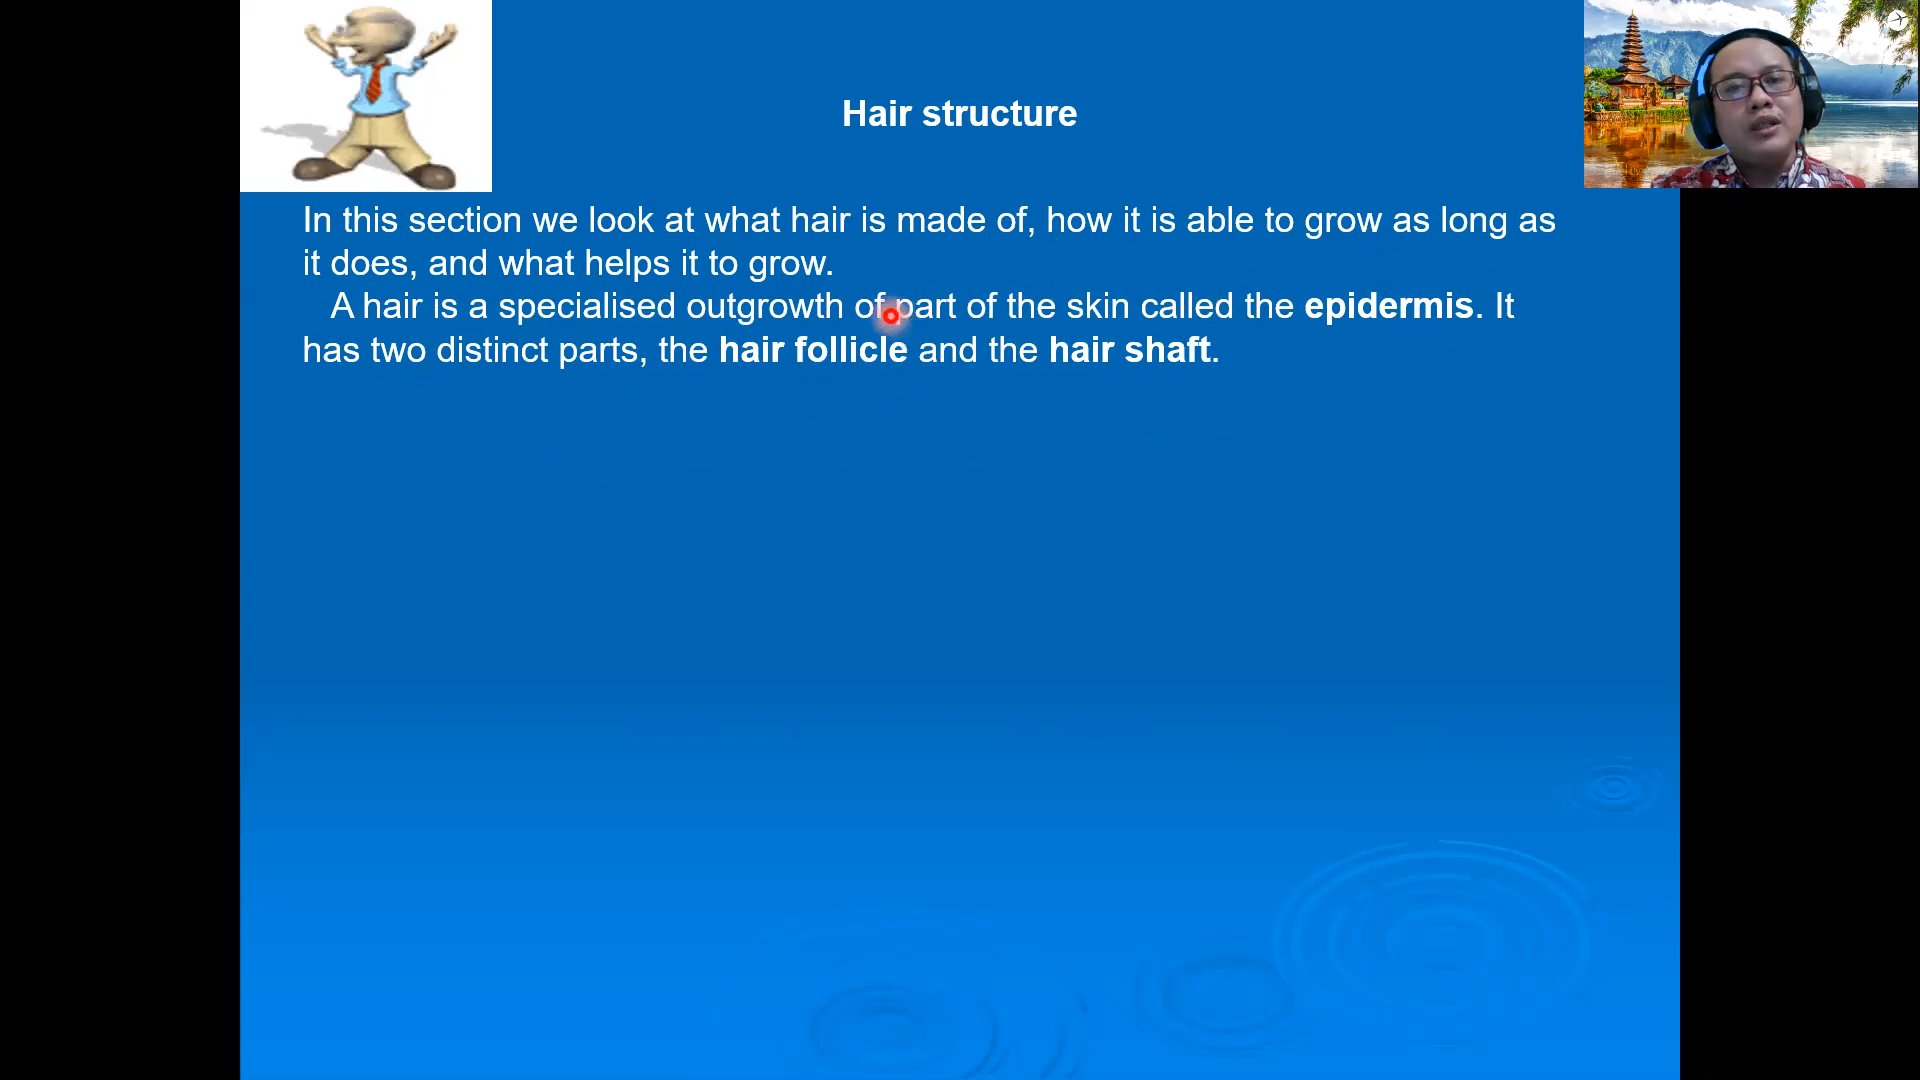 Hair structure
In this section we look at what hair is made of, how it is able to grow as long as
it does, and what helps it to grow.
A hair is a specialised outgrowth of part of the skin called the epidermis. It
has two distinct parts, the hair follicle and the hair shaft.